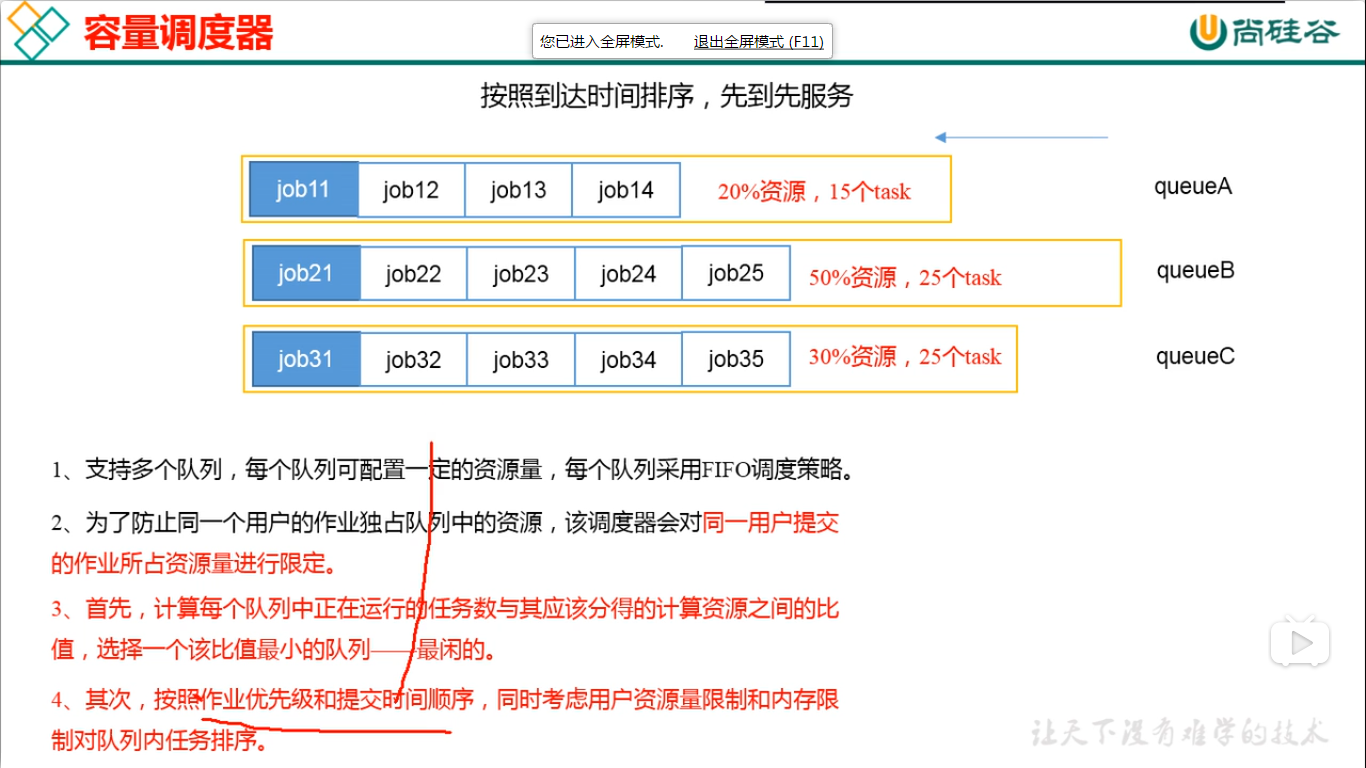 容量调度器
您已进入全屏模式. 退出全屏模式 (F11)
尚硅谷
按照到达时间排序，先到先服务
job11 job12 job13 job14 20%资源，15个task queueA
job21 job22 job23 job24 job25 50%资源，25个task queueB
job31 job32 job33 job34 job35 30%资源，25个task queueC
1、支持多个队列，每个队列可配置一定的资源量，每个队列采用FIFO调度策略。
2、为了防止同一个用户的作业独占队列中的资源，该调度器会对同一用户提交
的作业所占资源量进行限定。
3、首先，计算每个队列中正在运行的任务数与其应该分得的计算资源之间的比
值，选择一个该比值最小的队列——最闲的。
4、其次，按照作业优先级和提交时间顺序，同时考虑用户资源量限制和内存限
制对队列内任务排序。
让天下没有难学的技术